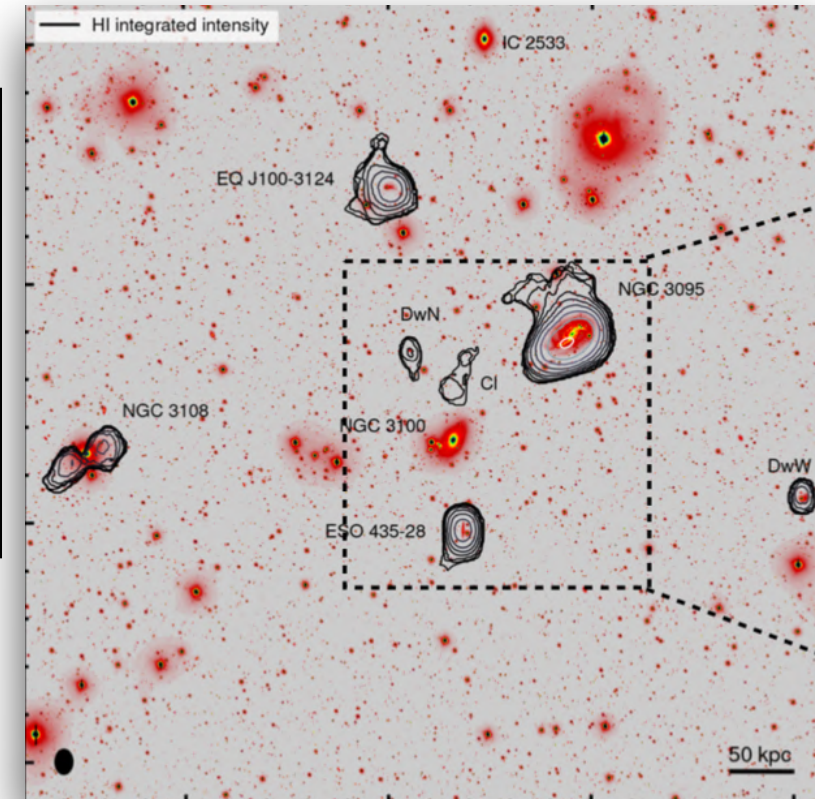 HI integrated intensity
IC 2533
EQ J100-3124
NGC 3095
DwN
Cl
NGC 3108
NGC 3100
DwW
ESO 435-28
50 kpc